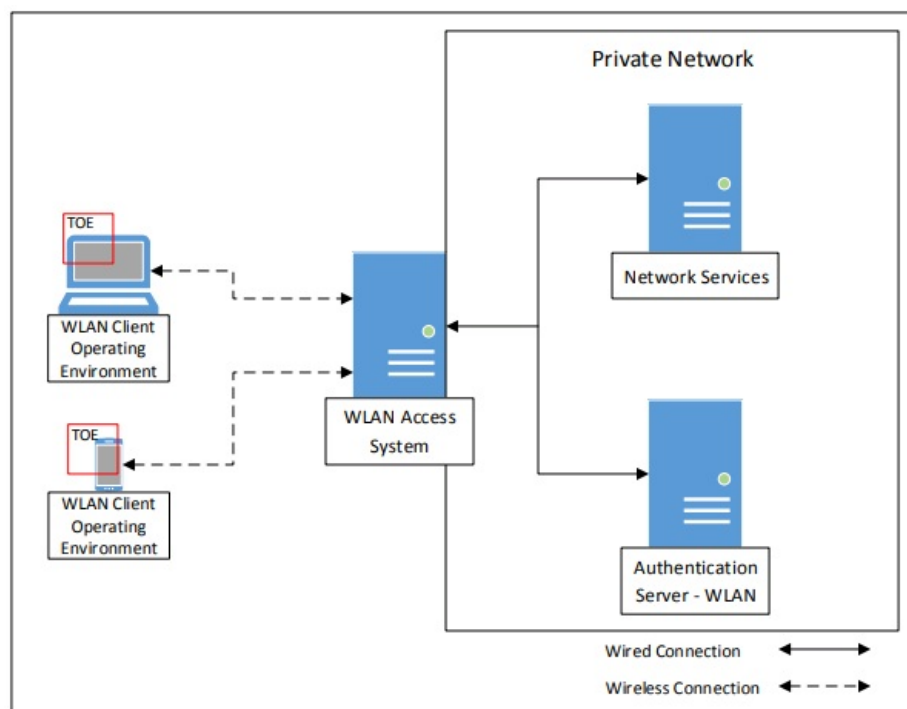 Private Network
TOE
WLAN Client
Operating
Environment
TOE
WLAN Client
Operating
Environment
WLAN Access
System
Network Services
Authentication
Server - WLAN
Wired Connection
Wireless Connection